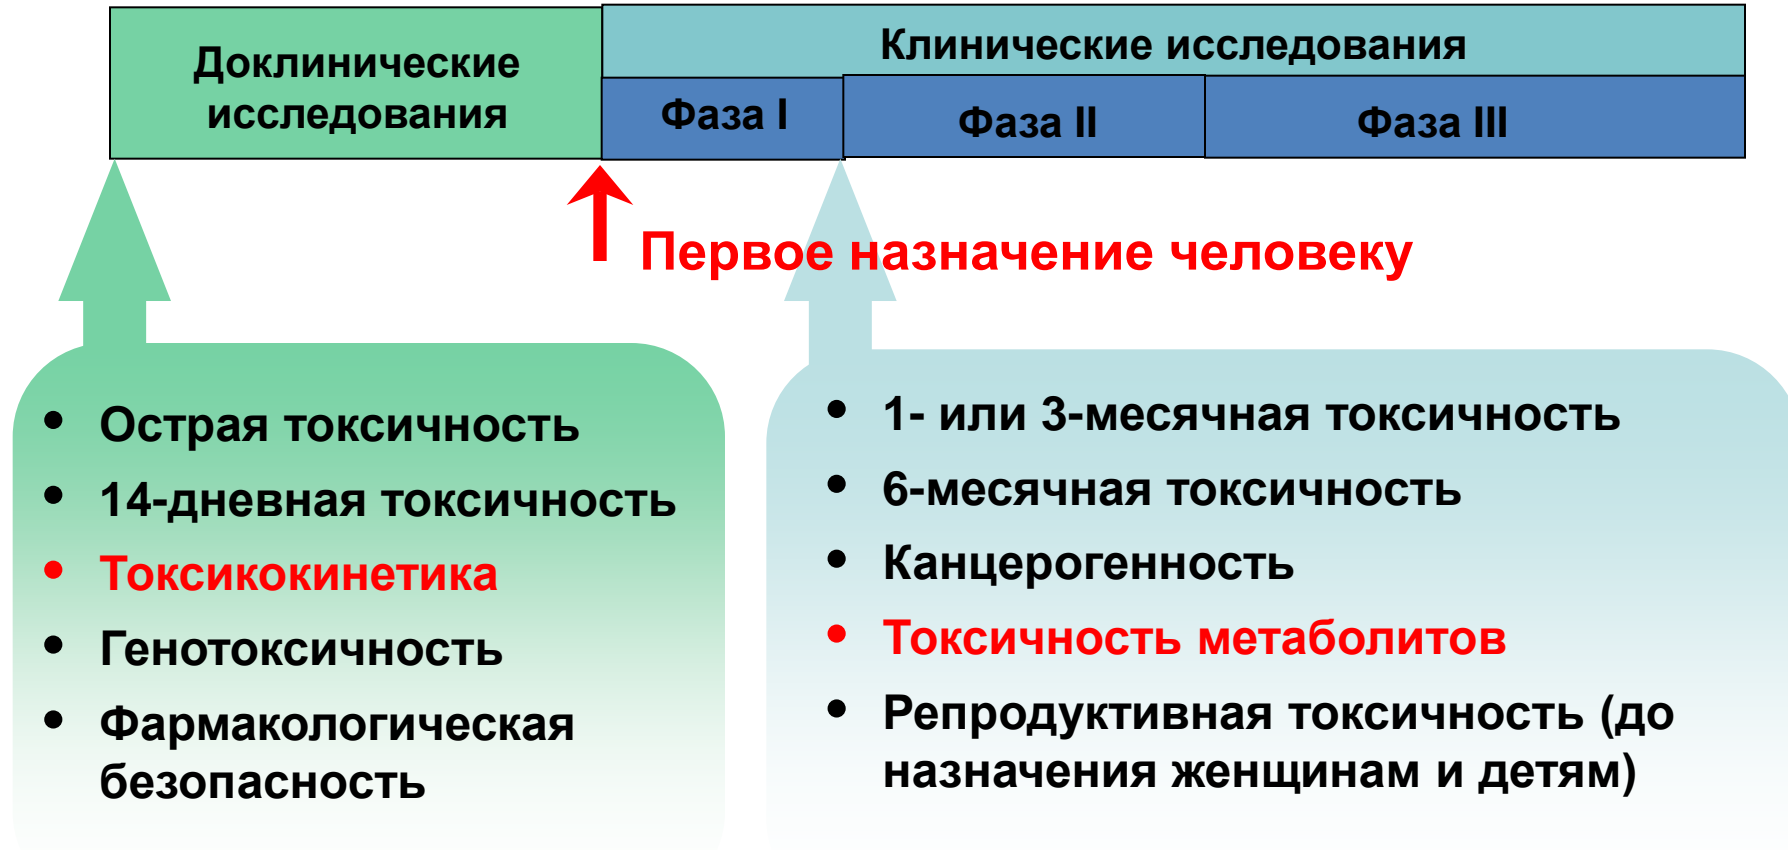 Доклинические
исследования
Клинические исследования
Фаза I
Фаза II
Фаза III
Первое назначение человеку
• Острая токсичность
• 14-дневная токсичность
• Токсикокинетика
• Генотоксичность
• Фармакологическая
безопасность
• 1- или 3-месячная токсичность
• 6-месячная токсичность
• Канцерогенность
• Токсичность метаболитов
• Репродуктивная токсичность (до
назначения женщинам и детям)